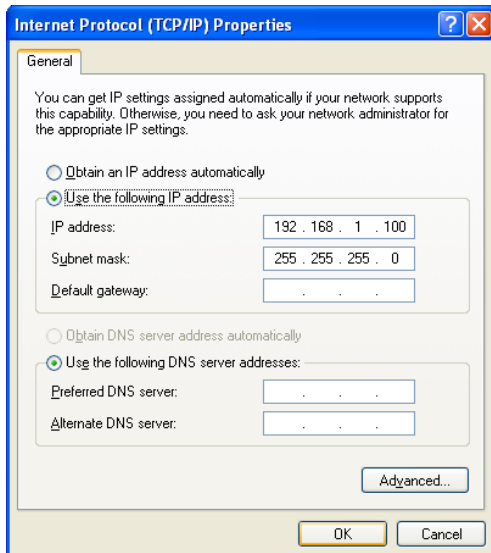 Internet Protocol (TCP/IP) Properties
General
You can get IP settings assigned automatically if your network supports
this capability. Otherwise, you need to ask your network administrator for
the appropriate IP settings.
Obtain an IP address automatically
Use the following IP address:
IP address: 192 . 168 . 1 . 100
Subnet mask: 255 . 255 . 255 . 0
Default gateway: . . .
Obtain DNS server address automatically
Use the following DNS server addresses:
Preferred DNS server: . . .
Alternate DNS server: . . .
Advanced...
OK Cancel